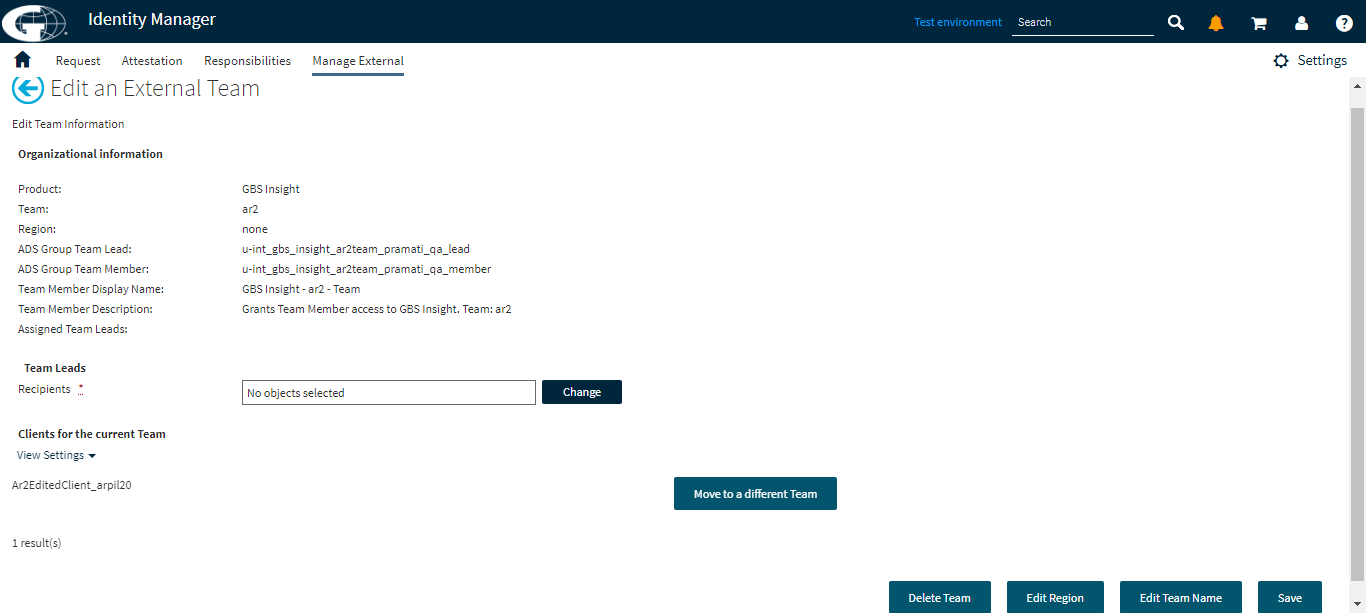 Identity Manager
Test environment
Search
Request Attestation Responsibilities Manage External
Settings
Edit an External Team
Edit Team Information
Organizational information
Product: GBS Insight
Team: ar2
Region: none
ADS Group Team Lead: u-int_gbs_insight_ar2team_pramati_qa_lead
ADS Group Team Member: u-int_gbs_insight_ar2team_pramati_qa_member
Team Member Display Name: GBS Insight - ar2 - Team
Team Member Description: Grants Team Member access to GBS Insight. Team: ar2
Assigned Team Leads:
Team Leads
Recipients * No objects selected Change
Clients for the current Team
View Settings
Ar2EditedClient_arpil20 Move to a different Team
1 result(s)
Delete Team Edit Region Edit Team Name Save